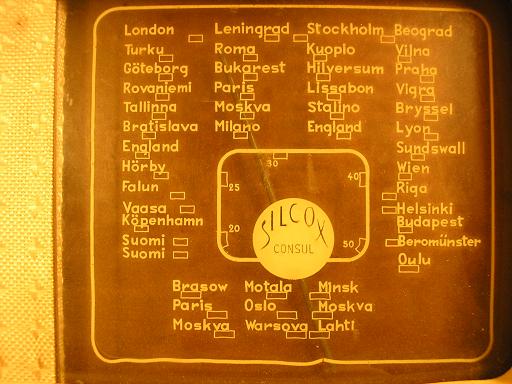 London Leningrad Stockholm Beograd
Turku Roma Kuopio Vilna
Göteborg Bukarest Hilversum Praha
Rovaniemi Paris Lissabon Vigra
Tallinna Moskva Stalino Bryssel
Bratislava Milano England Lyon
England Sundswall
Hörby Wien
Falun Riga
Vaasa Helsinki
Köpenhamn Budapest
Suomi Beromünster
Suomi Oulu
30
25 40
20 50
SILCOX
CONSUL
Brasow Motala Minsk
Paris Oslo Moskva
Moskva Warsova Lahti